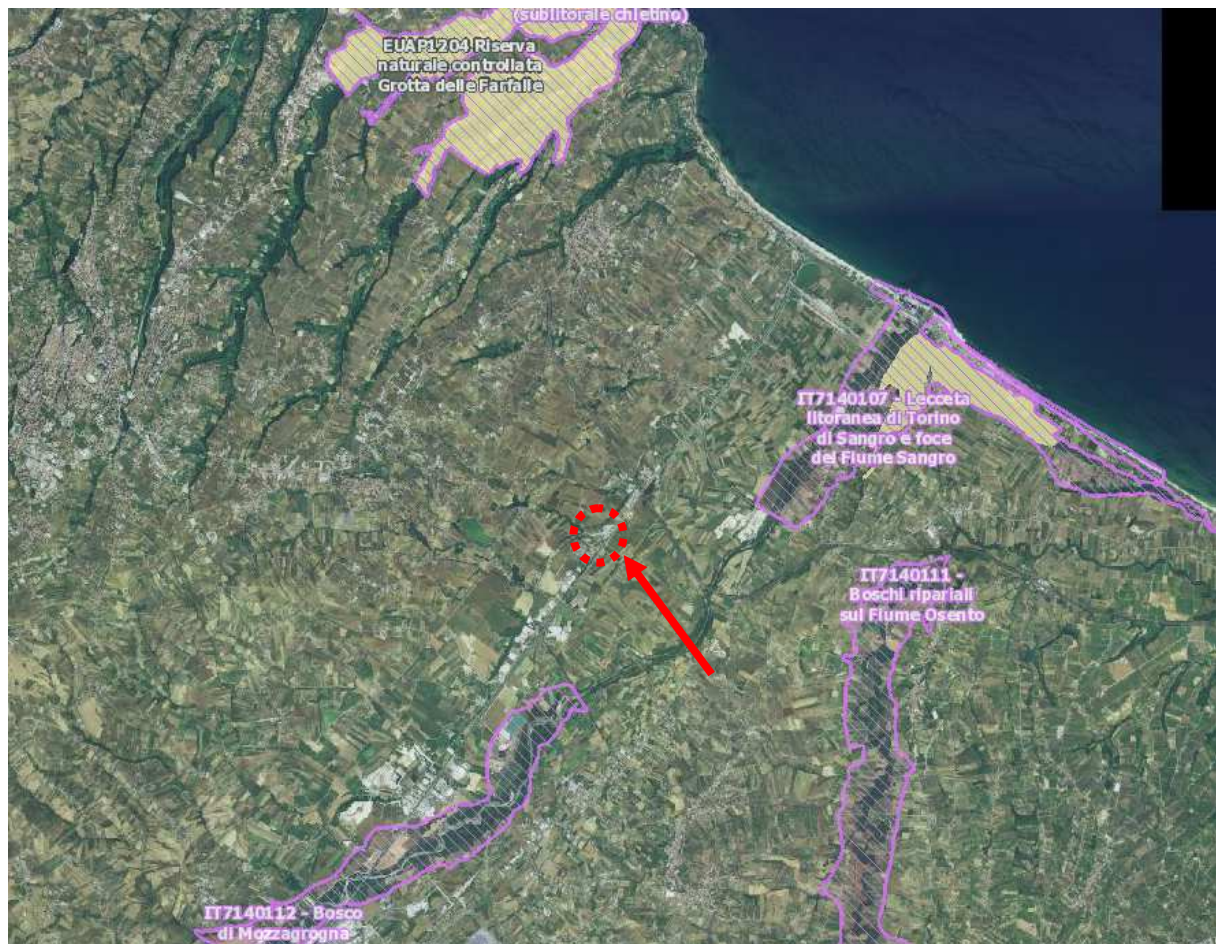 (sublitorale chietino)
EUAP1204 Riserva
naturale controllata
Grotta delle Farfalle
IT7140107 - Lecceta
litoranea di Torino
di Sangro e foce
del Fiume Sangro
IT7140111 -
Boschi ripariali
sul Fiume Osento
IT7140112 - Bosco
di Mozzagrogna